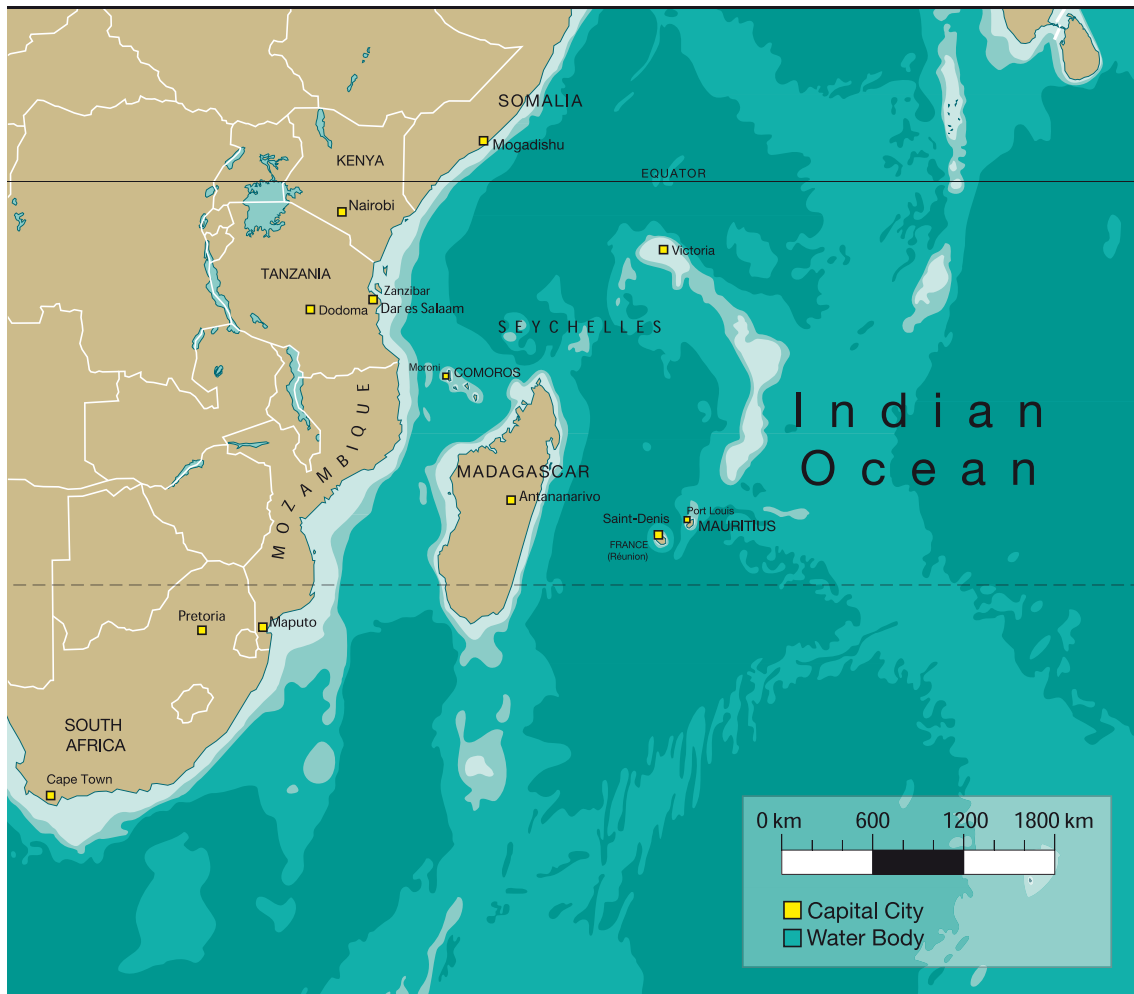 SOMALIA
Mogadishu
KENYA
EQUATOR
Nairobi
Victoria
TANZANIA
Zanzibar
Dodoma
Dar es Salaam
SEYCHELLES
Moroni
COMOROS
MOZAMBIQUE
Indian
Ocean
MADAGASCAR
Antananarivo
Port Louis
Saint-Denis
MAURITIUS
FRANCE
(Réunion)
Pretoria
Maputo
SOUTH
AFRICA
Cape Town
0 km 600 1200 1800 km
Capital City
Water Body